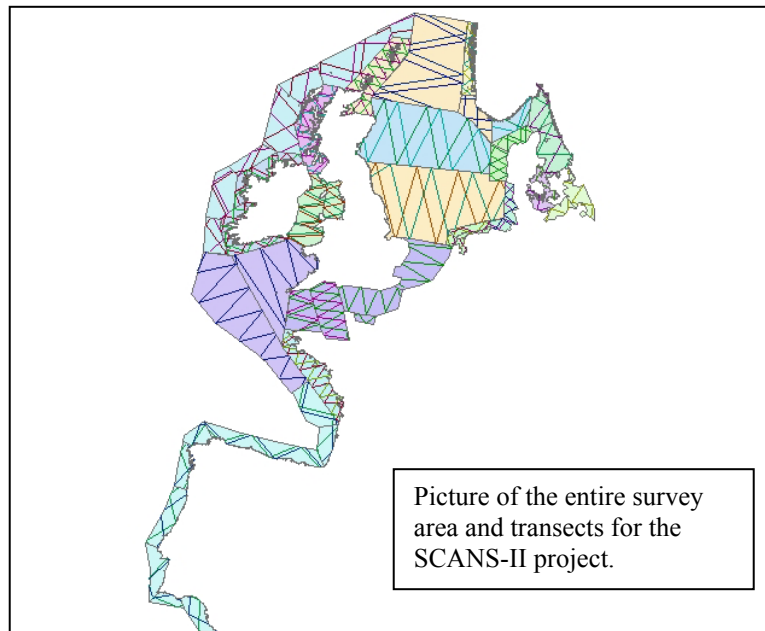 Picture of the entire survey
area and transects for the
SCANS-II project.